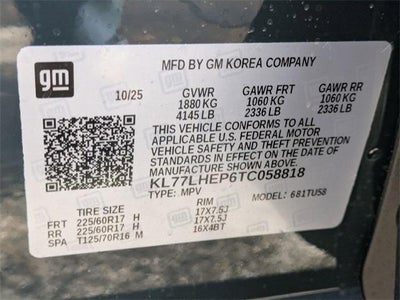 gm
MFD BY GM KOREA COMPANY
10/25 GVWR GAWR FRT GAWR RR
1880 KG 1060 KG 1060 KG
4145 LB 2336 LB 2336 LB
THIS VEHICLE CONFORMS TO ALL
APPLICABLE U.S. FEDERAL MOTOR
VEHICLE SAFETY AND THEFT PREVENTION
STANDARDS IN EFFECT ON THE DATE OF
MANUFACTURE SHOWN ABOVE.
KL77LHEP6TC058818
TYPE: MPV MODEL: 681TU58
TIRE SIZE RIM
FRT 225/60R17 H 17X7.5J
RR 225/60R17 H 17X7.5J
SPA T125/70R16 M 16X4BT